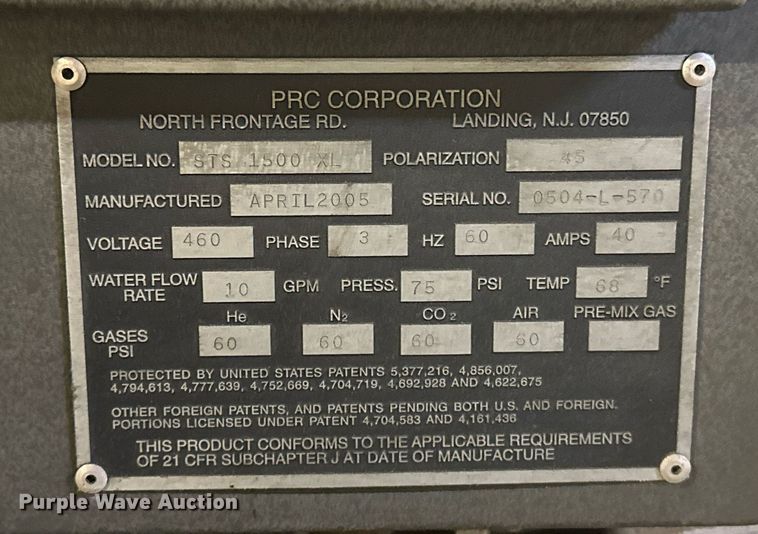 PRC CORPORATION
NORTH FRONTAGE RD. LANDING, N.J. 07850
MODEL NO. STS 1500 XL POLARIZATION 45
MANUFACTURED APRIL2005 SERIAL NO. 0504-L-570
VOLTAGE 460 PHASE 3 HZ 60 AMPS 40
WATER FLOW RATE 10 GPM PRESS. 75 PSI TEMP 68 °F
He N2 CO2 AIR PRE-MIX GAS
GASES PSI 60 60 60 60
PROTECTED BY UNITED STATES PATENTS 5,377,216, 4,856,007,
4,794,613, 4,777,639, 4,752,669, 4,704,719, 4,692,928 AND 4,622,675
OTHER FOREIGN PATENTS, AND PATENTS PENDING BOTH U.S. AND FOREIGN.
PORTIONS LICENSED UNDER PATENT 4,704,583 AND 4,161,436
THIS PRODUCT CONFORMS TO THE APPLICABLE REQUIREMENTS
OF 21 CFR SUBCHAPTER J AT DATE OF MANUFACTURE
Purple Wave Auction